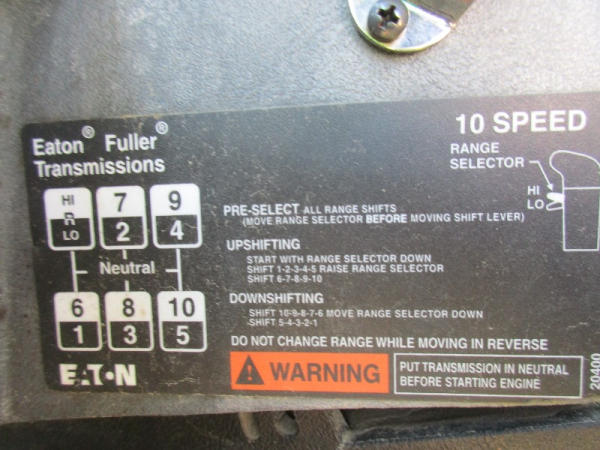 Eaton® Fuller®
Transmissions
10 SPEED
RANGE
SELECTOR
HI
LO
HI 7 9
R 2 4
LO
Neutral
6 8 10
1 3 5
EATON
PRE-SELECT ALL RANGE SHIFTS
(MOVE RANGE SELECTOR BEFORE MOVING SHIFT LEVER)
UPSHIFTING
START WITH RANGE SELECTOR DOWN
SHIFT 1-2-3-4-5 RAISE RANGE SELECTOR
SHIFT 6-7-8-9-10
DOWNSHIFTING
SHIFT 10-9-8-7-6 MOVE RANGE SELECTOR DOWN
SHIFT 5-4-3-2-1
DO NOT CHANGE RANGE WHILE MOVING IN REVERSE
! WARNING
PUT TRANSMISSION IN NEUTRAL
BEFORE STARTING ENGINE
20400